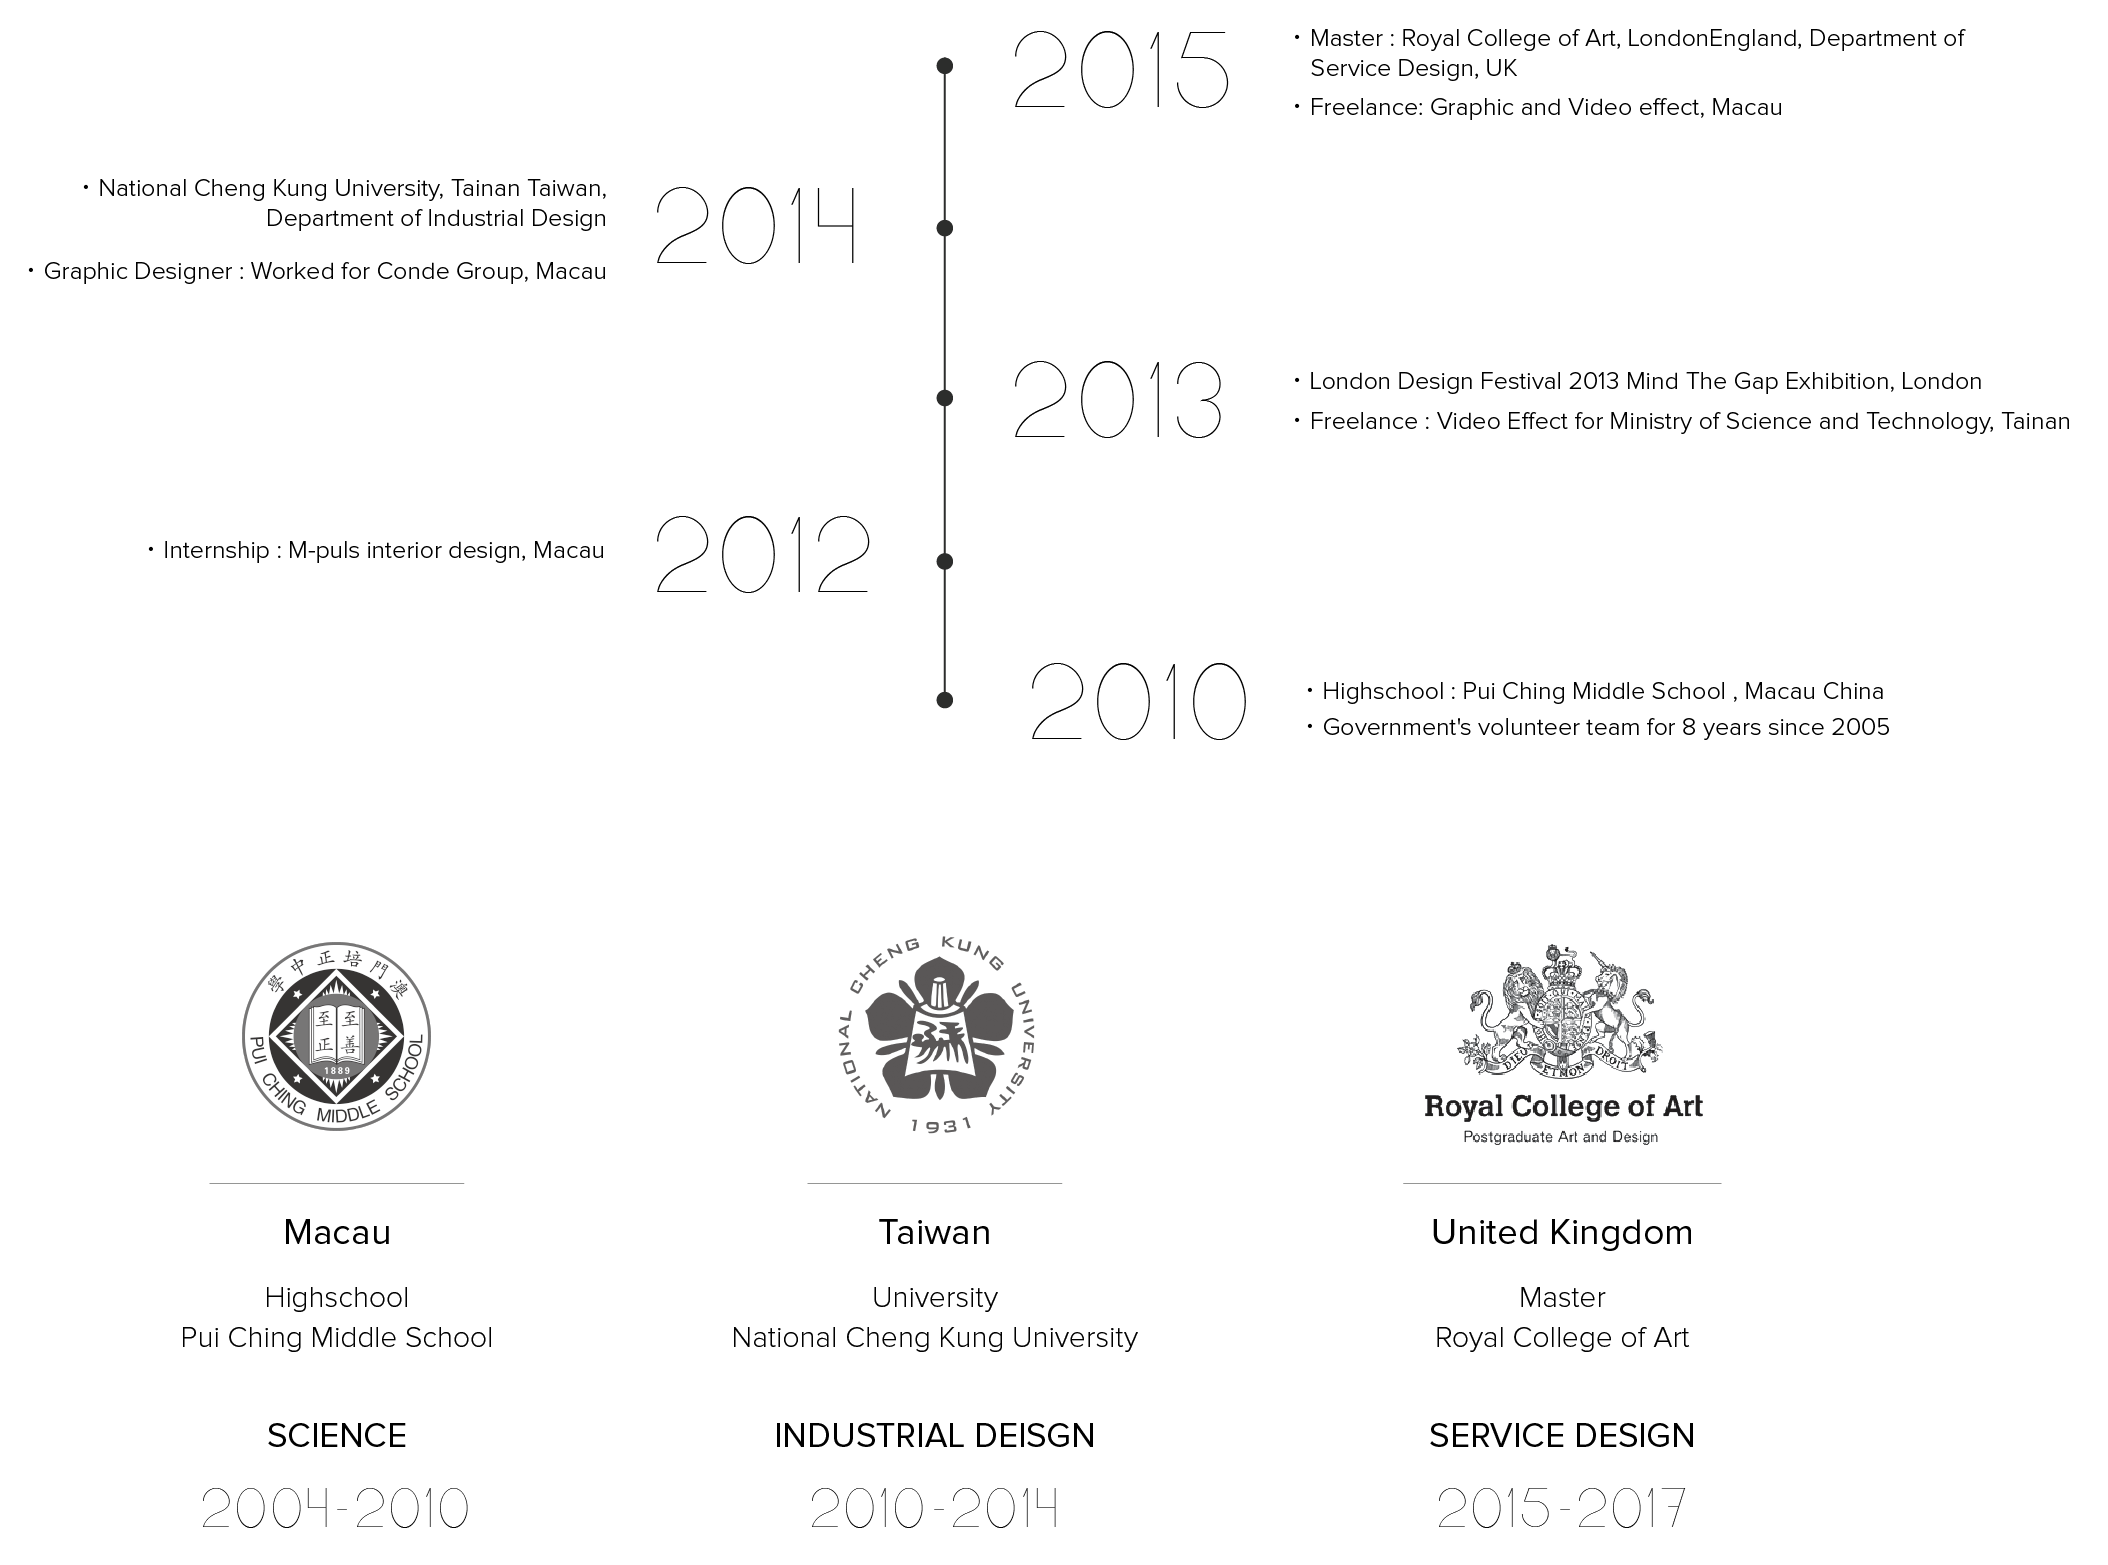 2015
• Master : Royal College of Art, LondonEngland, Department of
Service Design, UK
• Freelance: Graphic and Video effect, Macau
2014
• National Cheng Kung University, Tainan Taiwan,
Department of Industrial Design
• Graphic Designer : Worked for Conde Group, Macau
2013
• London Design Festival 2013 Mind The Gap Exhibition, London
• Freelance : Video Effect for Ministry of Science and Technology, Tainan
2012
• Internship : M-puls interior design, Macau
2010
• Highschool : Pui Ching Middle School , Macau China
• Government's volunteer team for 8 years since 2005
學中正培門澳
至至
正善
1889
PUI CHING MIDDLE SCHOOL
Macau
Highschool
Pui Ching Middle School
SCIENCE
2004-2010
NATIONAL CHENG KUNG UNIVERSITY
1931
Taiwan
University
National Cheng Kung University
INDUSTRIAL DEISGN
2010-2014
DIEU ET MON DROIT
Royal College of Art
Postgraduate Art and Design
United Kingdom
Master
Royal College of Art
SERVICE DESIGN
2015-2017